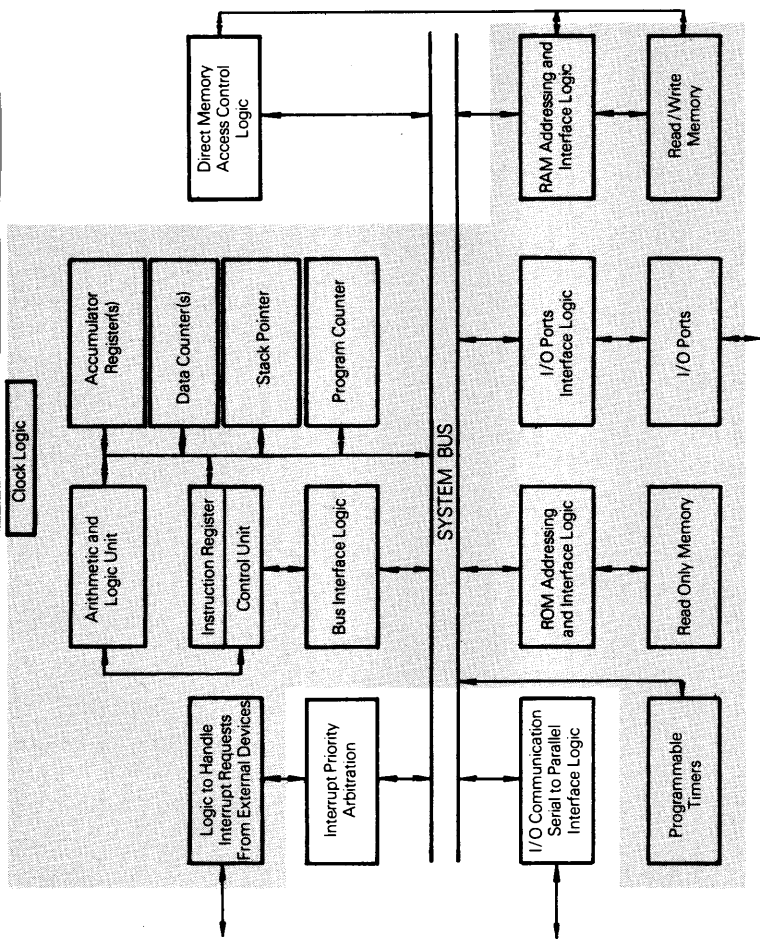 Clock Logic
Logic to Handle
Interrupt Requests
From External Devices
Interrupt Priority
Arbitration
Arithmetic and
Logic Unit
Instruction Register
Control Unit
Bus Interface Logic
Accumulator
Register(s)
Data Counter(s)
Stack Pointer
Program Counter
Direct Memory
Access Control
Logic
SYSTEM BUS
I/O Communication
Serial to Parallel
Interface Logic
Programmable
Timers
ROM Addressing
and Interface Logic
Read Only Memory
I/O Ports
Interface Logic
I/O Ports
RAM Addressing and
Interface Logic
Read/Write
Memory